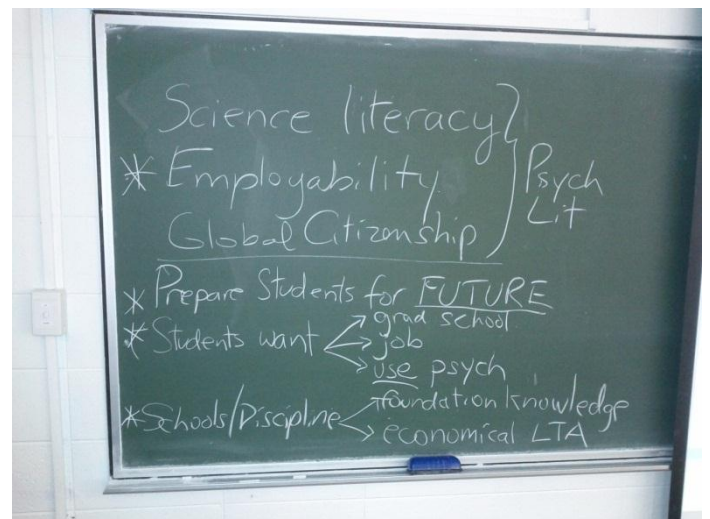 Science literacy
* Employability
Global Citizenship
Psych
Lit
* Prepare Students for FUTURE
* Students want
grad school
job
use psych
* Schools/Discipline
foundation knowledge
economical LTA